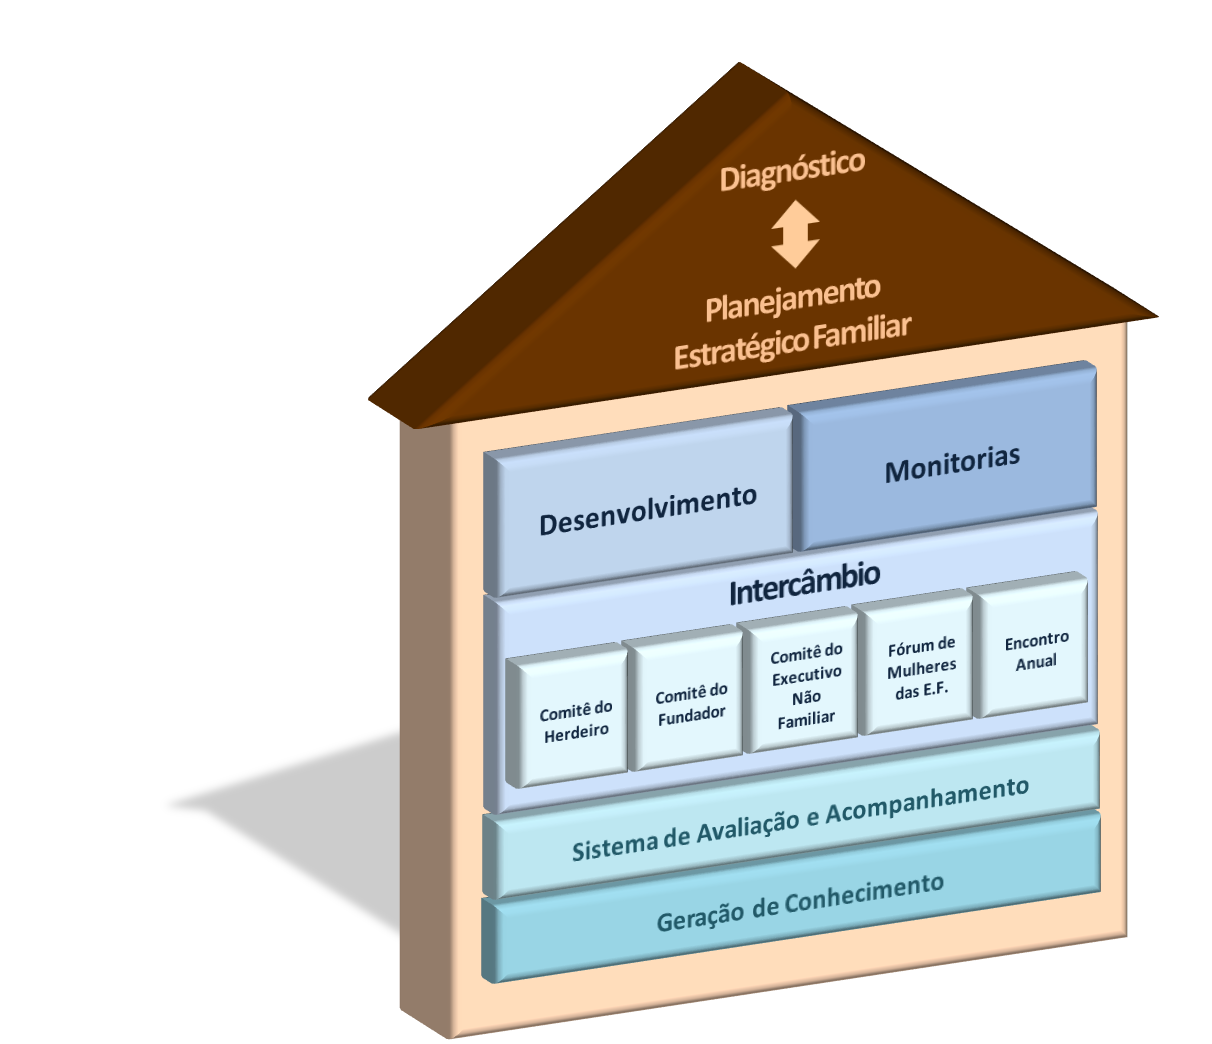 Diagnóstico
Planejamento
Estratégico Familiar
Desenvolvimento
Monitorias
Intercâmbio
Comitê do
Herdeiro
Comitê do
Fundador
Comitê do
Executivo
Não
Familiar
Fórum de
Mulheres
das E.F.
Encontro
Anual
Sistema de Avaliação e Acompanhamento
Geração de Conhecimento